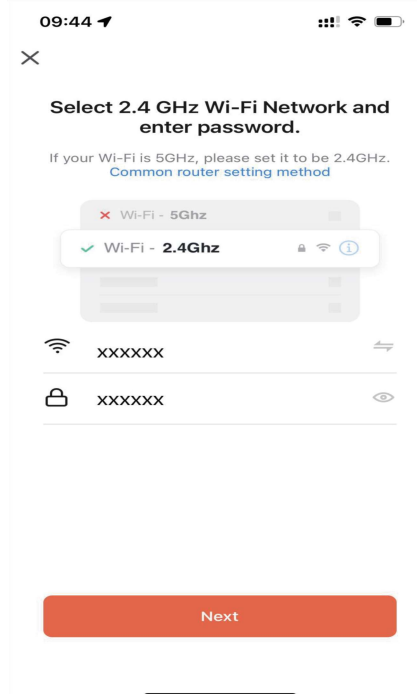 09:44
Select 2.4 GHz Wi-Fi Network and
enter password.
If your Wi-Fi is 5GHz, please set it to be 2.4GHz.
Common router setting method
Wi-Fi - 5Ghz
Wi-Fi - 2.4Ghz
xxxxxx
xxxxxx
Next